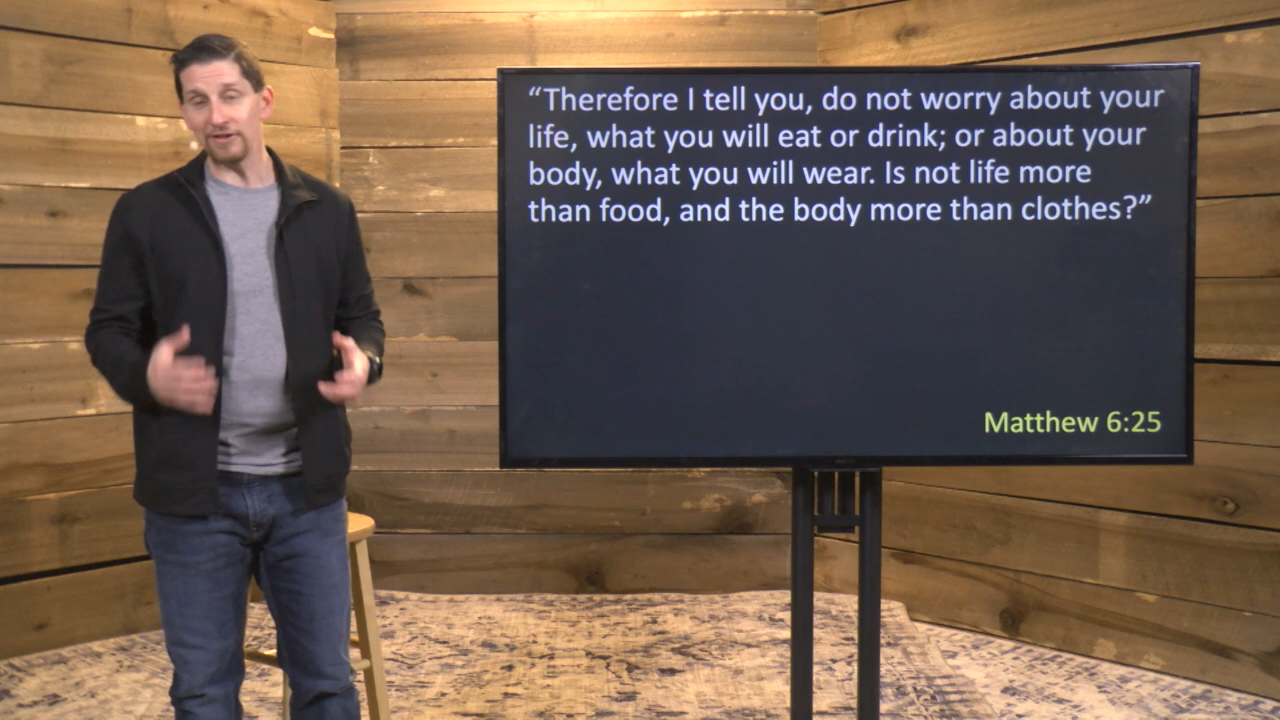 “Therefore I tell you, do not worry about your
life, what you will eat or drink; or about your
body, what you will wear. Is not life more
than food, and the body more than clothes?”
Matthew 6:25